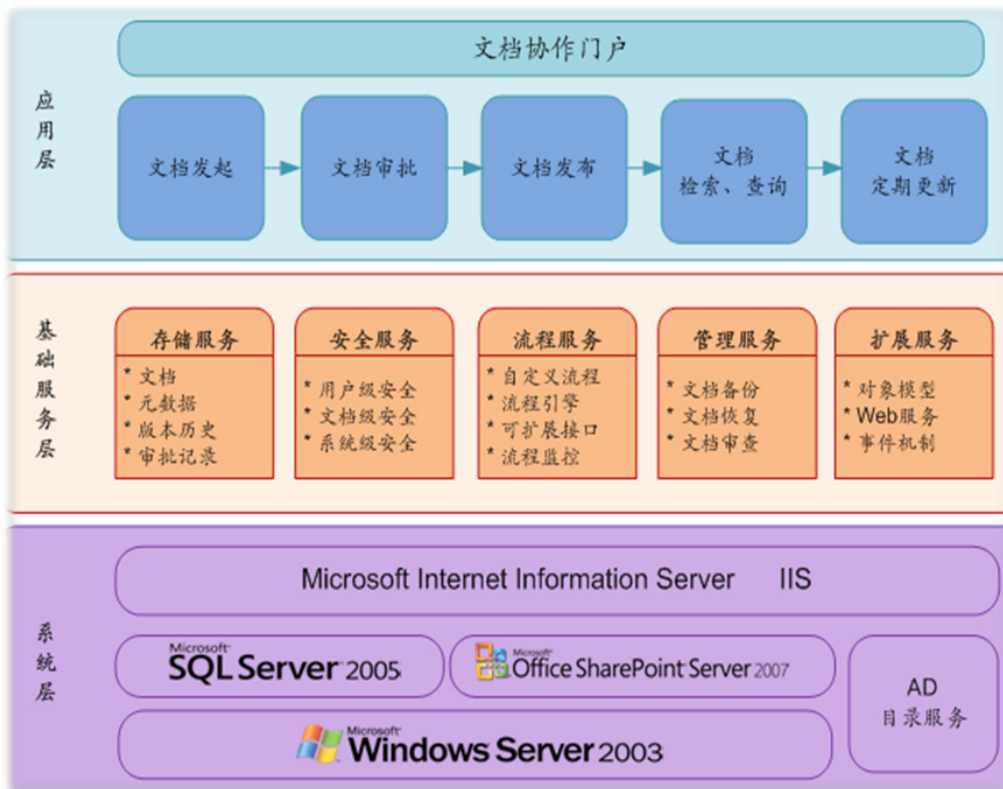 文档协作门户
应用层
文档发起
文档审批
文档发布
文档
检索、查询
文档
定期更新
基础服务层
存储服务
* 文档
* 元数据
* 版本历史
* 审批记录
安全服务
* 用户级安全
* 文档级安全
* 系统级安全
流程服务
* 自定义流程
* 流程引擎
* 可扩展接口
* 流程监控
管理服务
* 文档备份
* 文档恢复
* 文档审查
扩展服务
* 对象模型
* Web服务
* 事件机制
系统层
Microsoft Internet Information Server IIS
Microsoft
SQL Server 2005
Microsoft
Office SharePoint Server 2007
AD
目录服务
Microsoft
Windows Server 2003